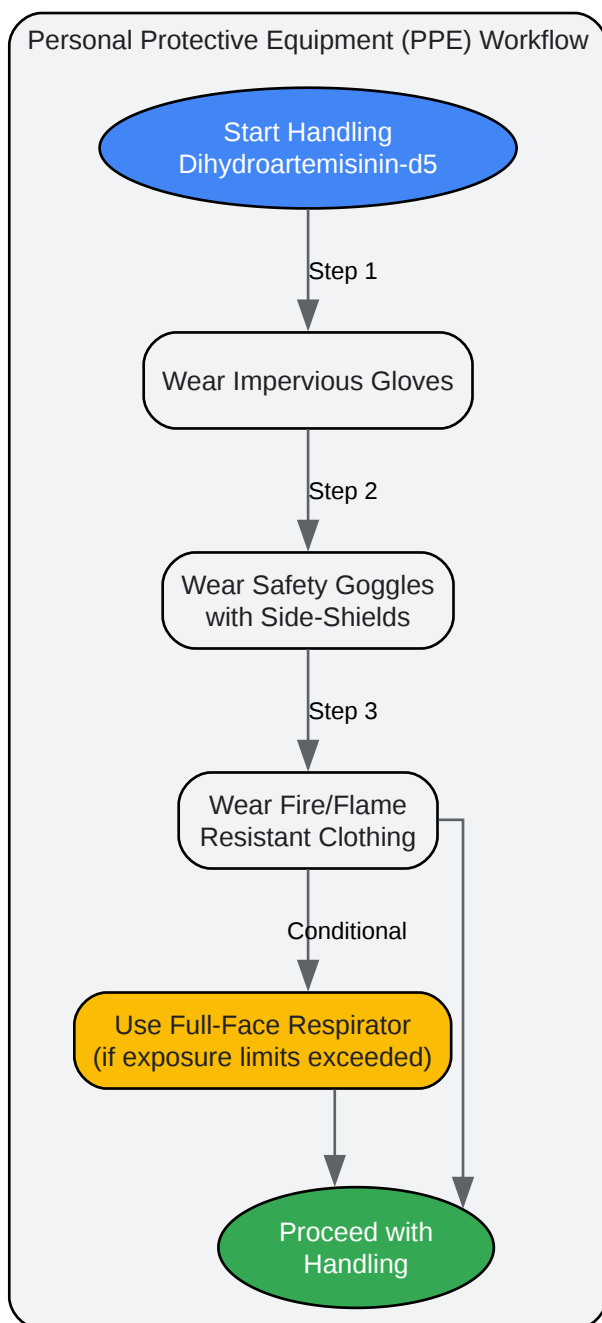 Personal Protective Equipment (PPE) Workflow
Start Handling
Dihydroartemisinin-d5
Step 1
Wear Impervious Gloves
Step 2
Wear Safety Goggles
with Side-Shields
Step 3
Wear Fire/Flame
Resistant Clothing
Conditional
Use Full-Face Respirator
(if exposure limits exceeded)
Proceed with
Handling